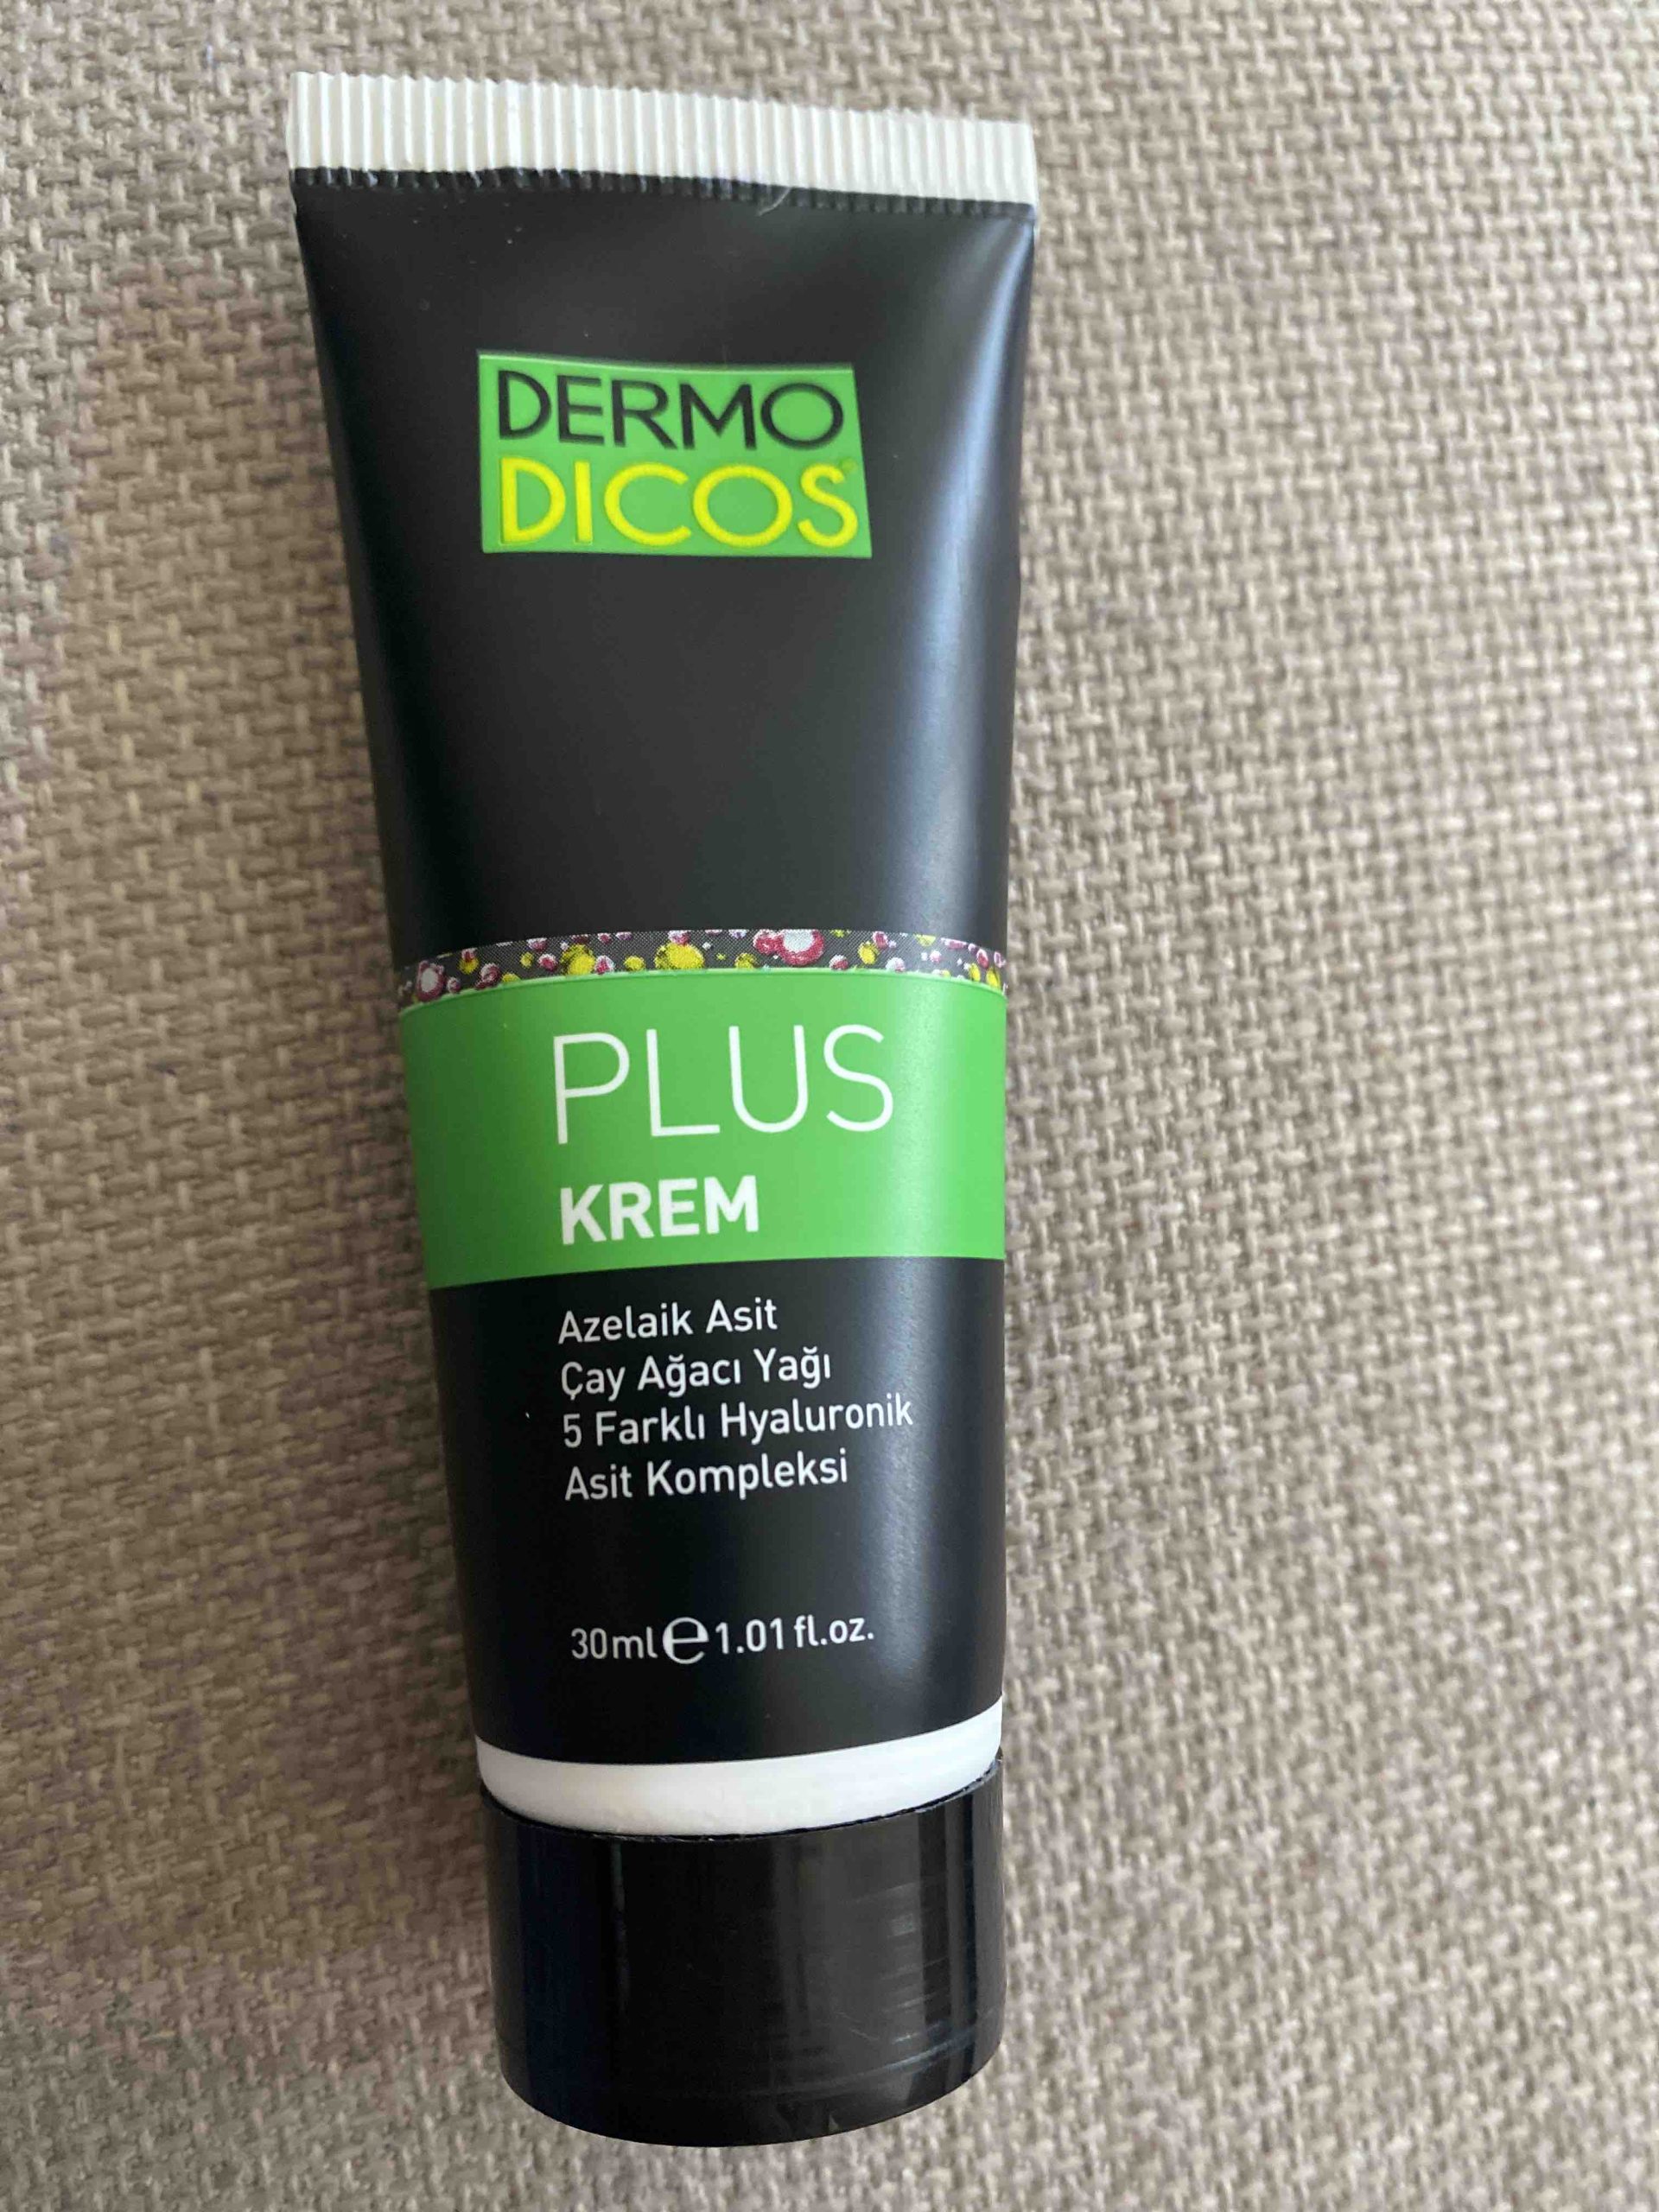 DERMO
DICOS®
PLUS
KREM
Azelaik Asit
Çay Ağacı Yağı
5 Farklı Hyaluronik
Asit Kompleksi
30ml ℮ 1.01 fl.oz.